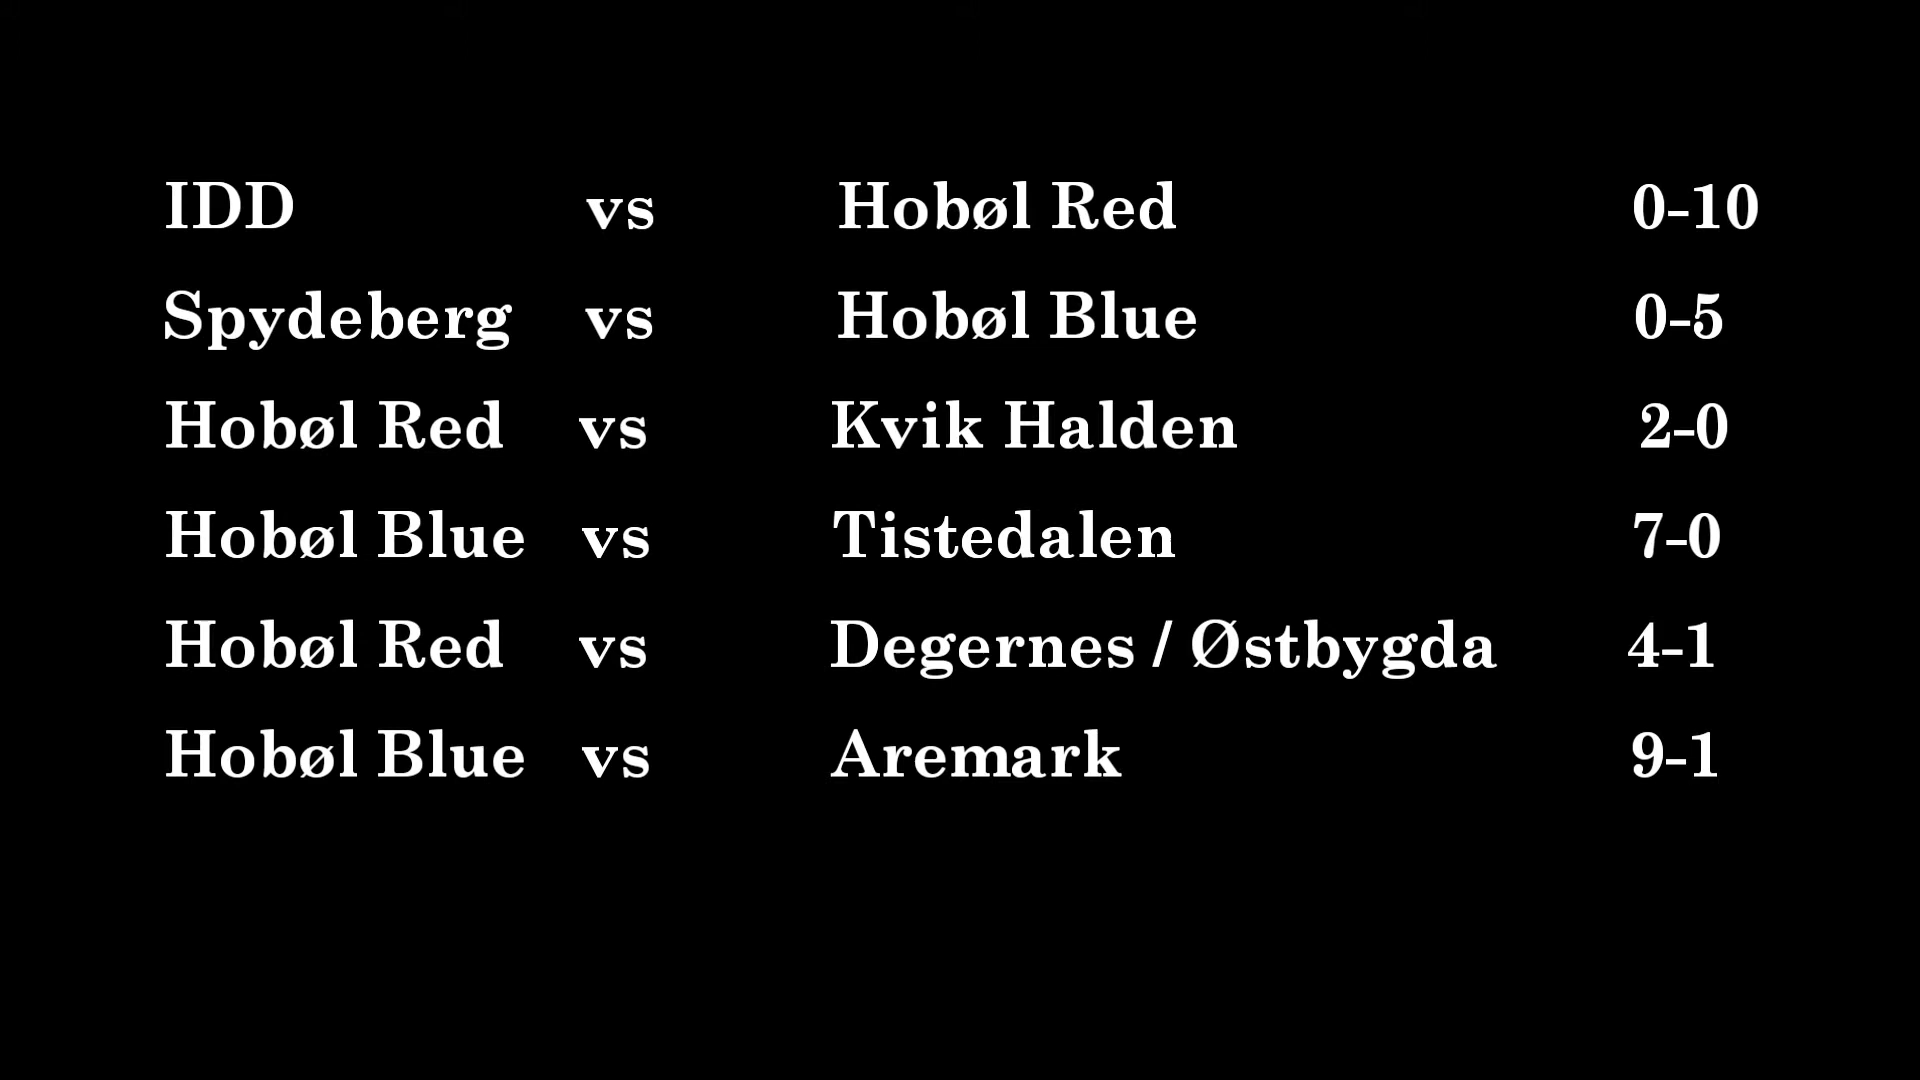 IDD vs Hobøl Red 0-10
Spydeberg vs Hobøl Blue 0-5
Hobøl Red vs Kvik Halden 2-0
Hobøl Blue vs Tistedalen 7-0
Hobøl Red vs Degernes / Østbygda 4-1
Hobøl Blue vs Aremark 9-1